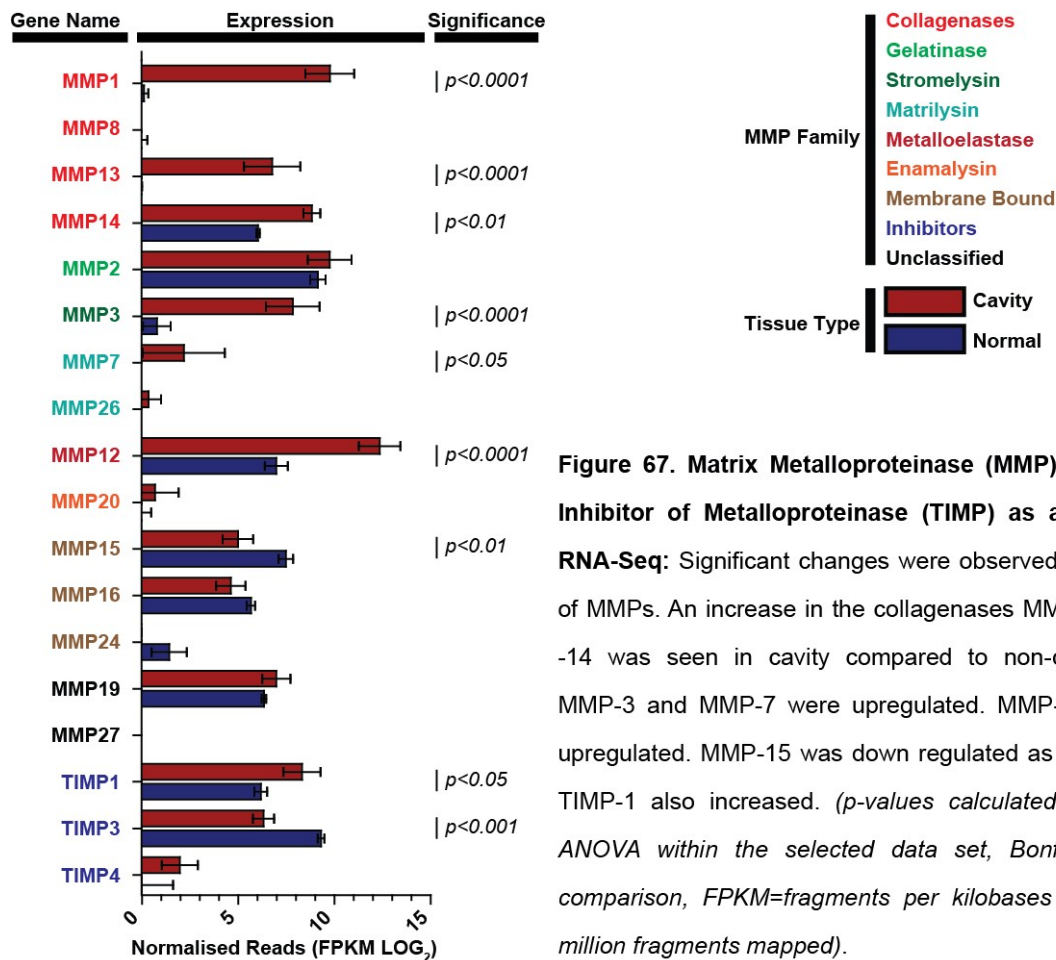 Gene Name Expression Significance
MMP1 p<0.0001
MMP8
MMP13 p<0.0001
MMP14 p<0.01
MMP2
MMP3 p<0.0001
MMP7 p<0.05
MMP26
MMP12 p<0.0001
MMP20
MMP15 p<0.01
MMP16
MMP24
MMP19
MMP27
TIMP1 p<0.05
TIMP3 p<0.001
TIMP4
0 5 10 15
Normalised Reads (FPKM LOG2)
MMP Family
Collagenases
Gelatinase
Stromelysin
Matrilysin
Metalloelastase
Enamalysin
Membrane Bound
Inhibitors
Unclassified
Tissue Type
Cavity
Normal
Figure 67. Matrix Metalloproteinase (MMP)
Inhibitor of Metalloproteinase (TIMP) as a
RNA-Seq: Significant changes were observed
of MMPs. An increase in the collagenases MM
-14 was seen in cavity compared to non-c
MMP-3 and MMP-7 were upregulated. MMP-
upregulated. MMP-15 was down regulated as
TIMP-1 also increased. (p-values calculated
ANOVA within the selected data set, Bonf
comparison, FPKM=fragments per kilobases
million fragments mapped).